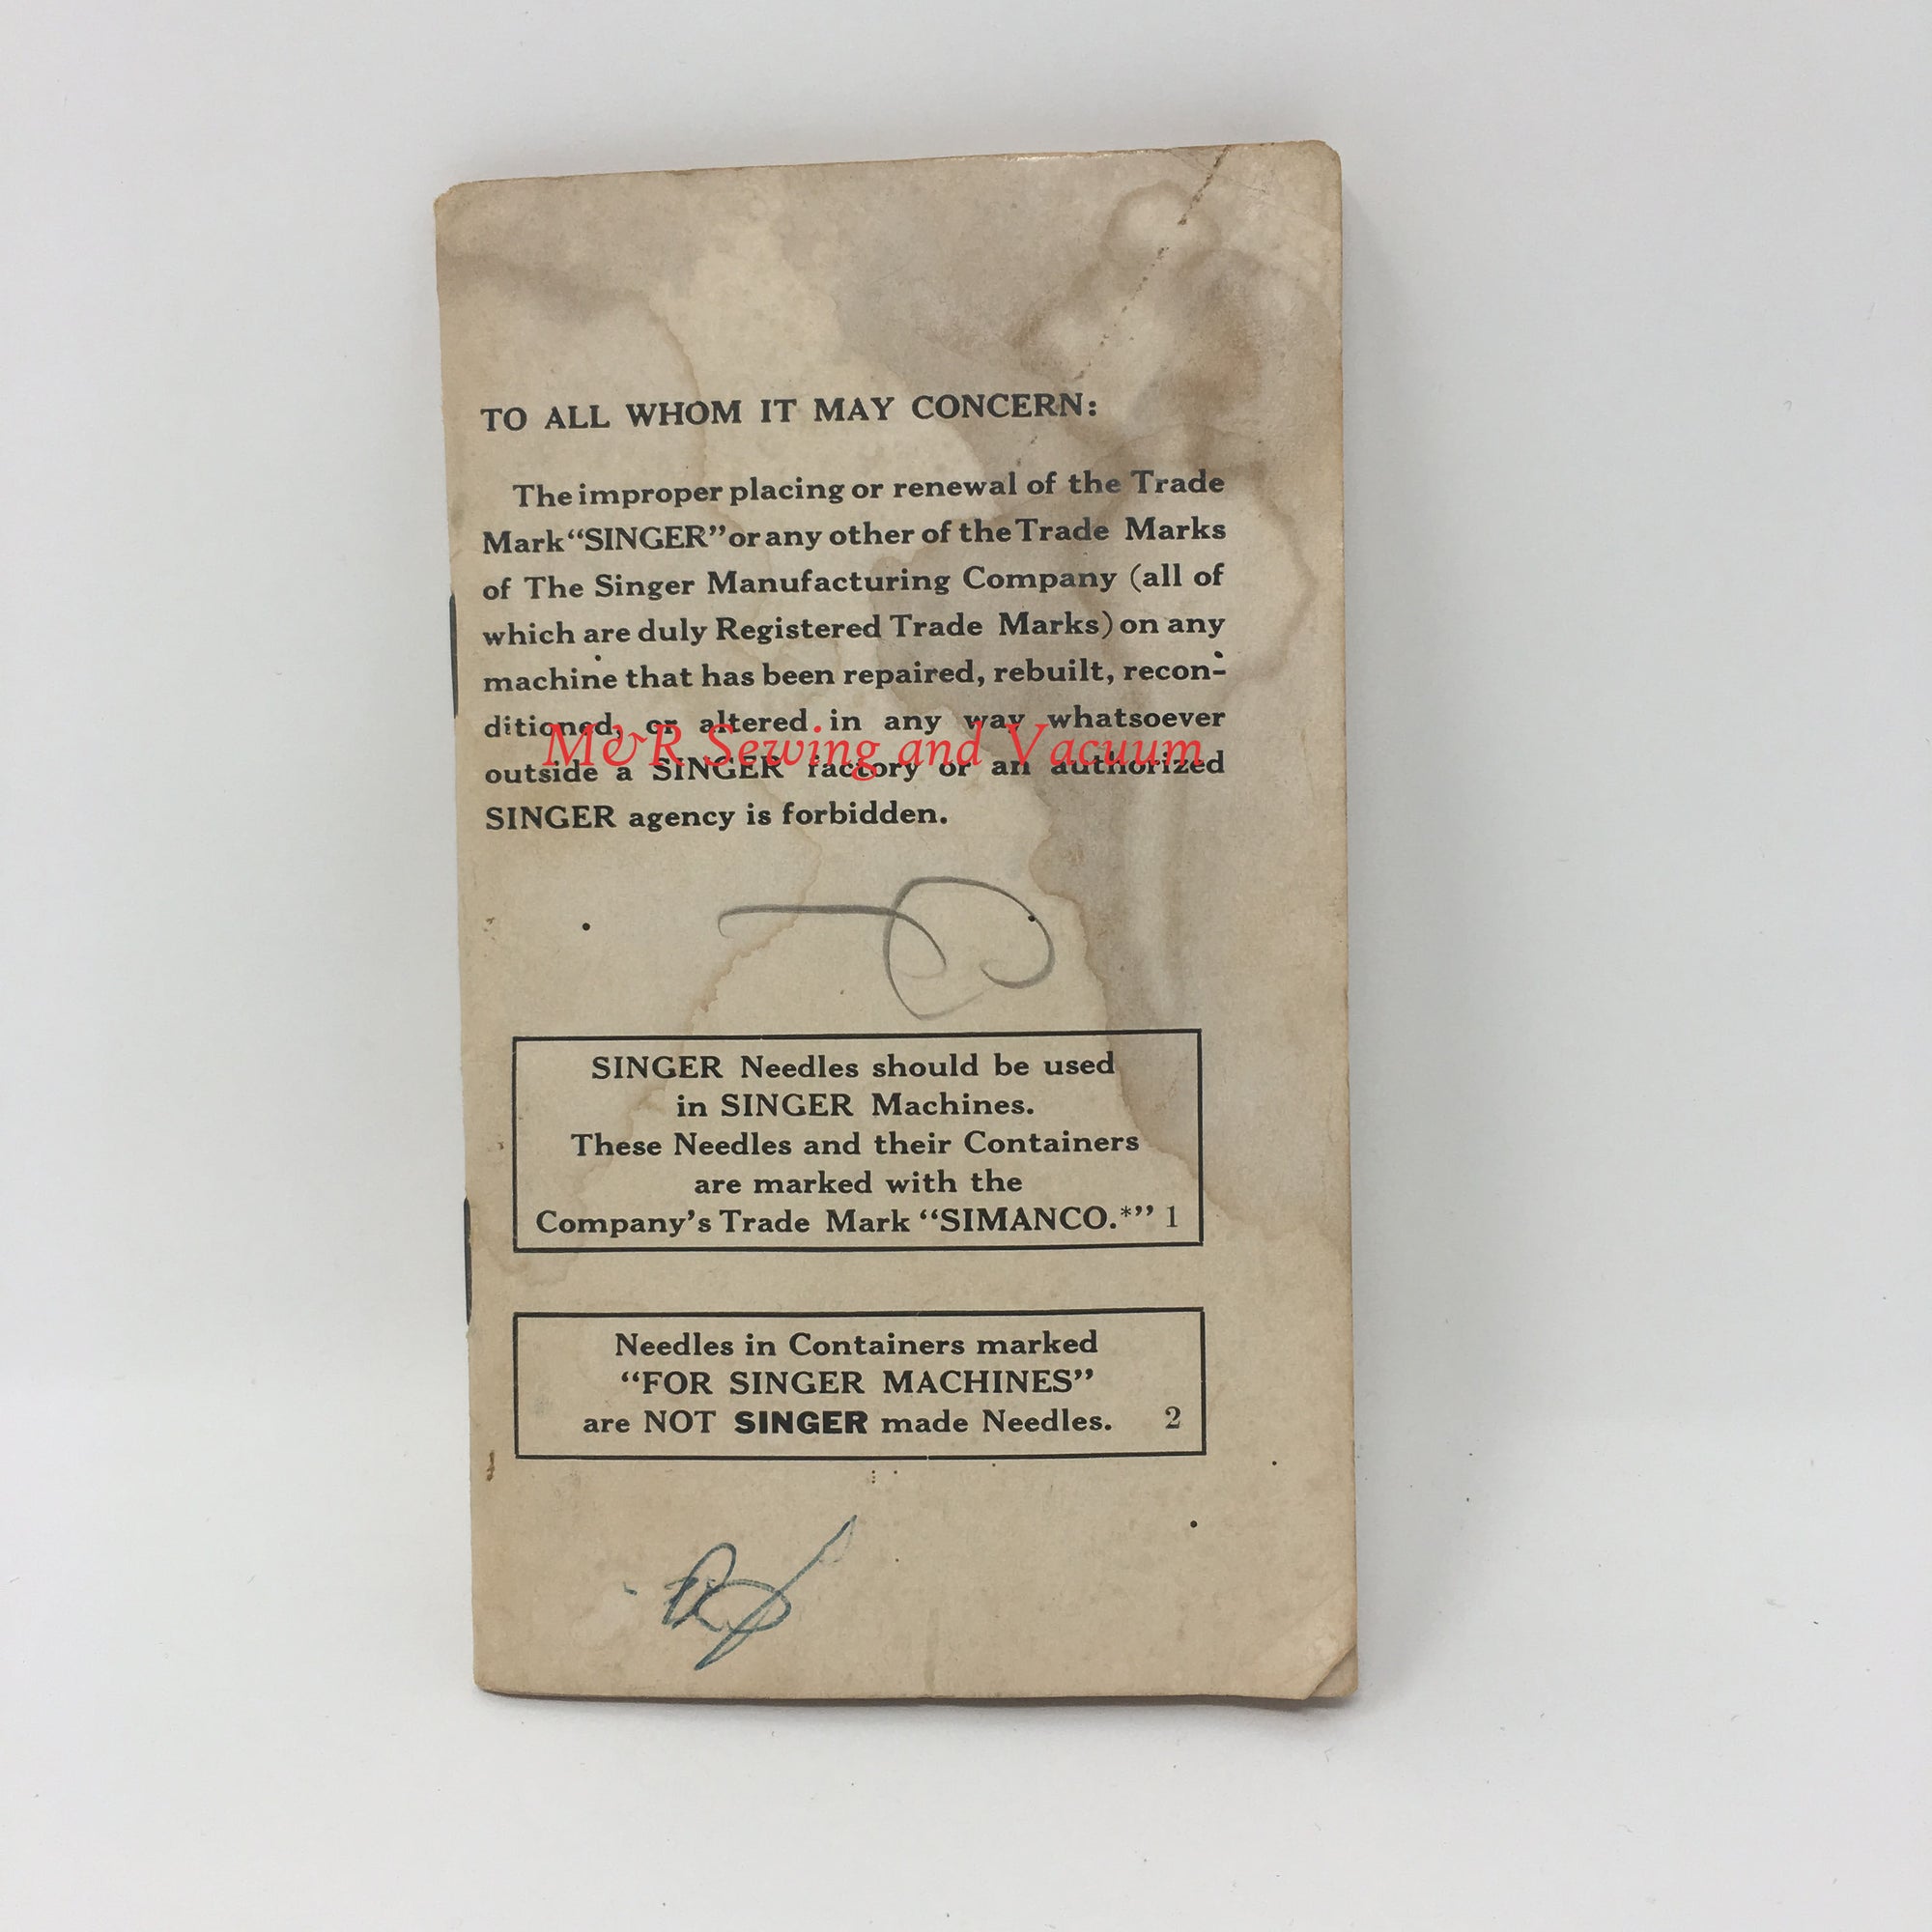 TO ALL WHOM IT MAY CONCERN:
The improper placing or renewal of the Trade
Mark "SINGER" or any other of the Trade Marks
of The Singer Manufacturing Company (all of
which are duly Registered Trade Marks) on any
machine that has been repaired, rebuilt, recon-
ditioned, or altered in any way whatsoever
M&R Sewing and Vacuum
outside a SINGER factory or an authorized
SINGER agency is forbidden.
SINGER Needles should be used
in SINGER Machines.
These Needles and their Containers
are marked with the
Company's Trade Mark "SIMANCO.*" 1
Needles in Containers marked
"FOR SINGER MACHINES"
are NOT SINGER made Needles. 2